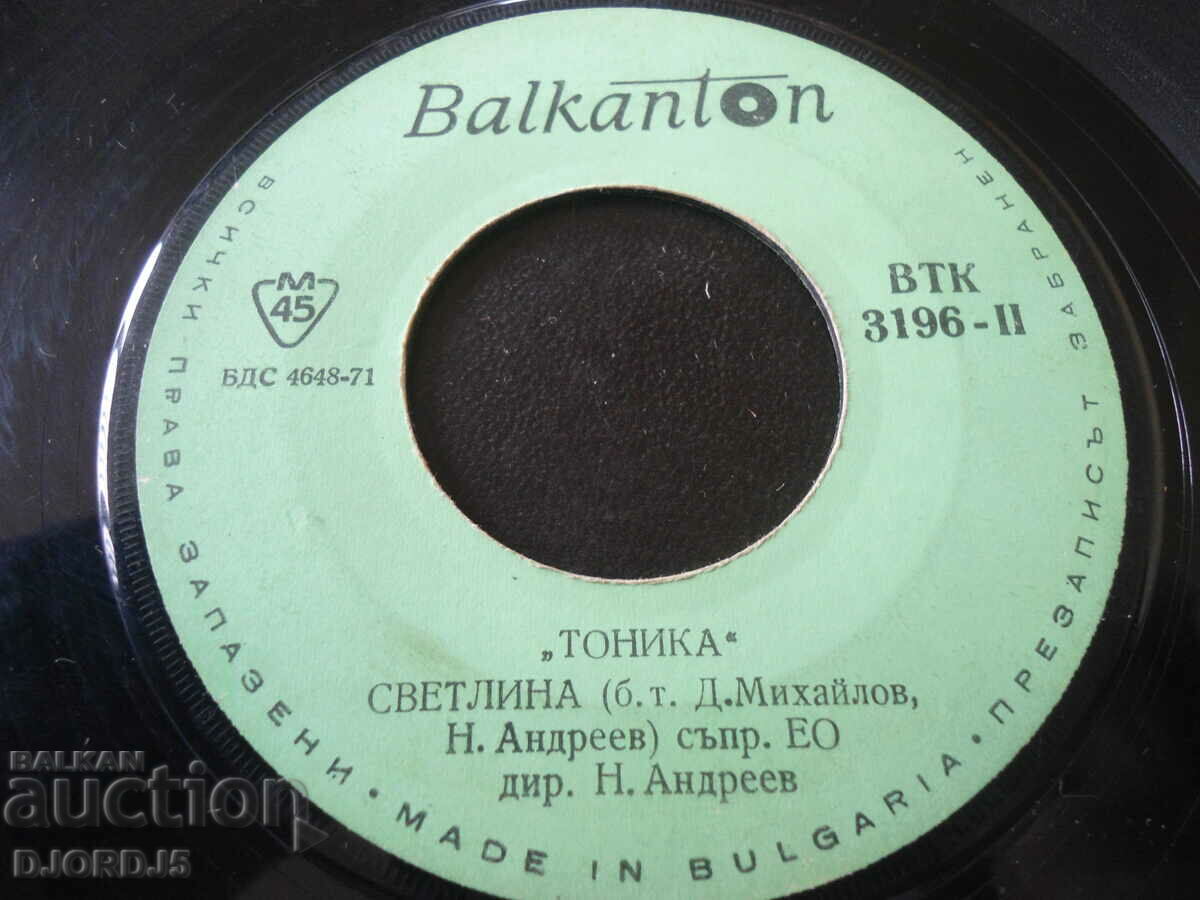 Balkanton
ВСИЧКИ ПРАВА ЗАПАЗЕНИ • MADE IN BULGARIA • ПРЕЗАПИСЪТ ЗАБРАНЕН
М
45
БДС 4648-71
ВТК
3196-II
„ТОНИКА“
СВЕТЛИНА (б. т. Д. Михайлов,
Н. Андреев) съпр. ЕО
дир. Н. Андреев
BALKAN
auction
DJORDJ5